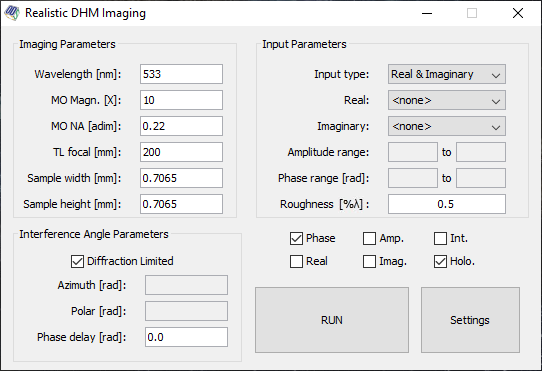 Realistic DHM Imaging
Imaging Parameters
Wavelength [nm]: 533
MO Magn. [X]: 10
MO NA [adim]: 0.22
TL focal [mm]: 200
Sample width [mm]: 0.7065
Sample height [mm]: 0.7065
Interference Angle Parameters
Diffraction Limited
Azimuth [rad]:
Polar [rad]:
Phase delay [rad]: 0.0
Input Parameters
Input type: Real & Imaginary
Real: <none>
Imaginary: <none>
Amplitude range: to
Phase range [rad]: to
Roughness [%λ]: 0.5
Phase Amp. Int.
Real Imag. Holo.
RUN Settings